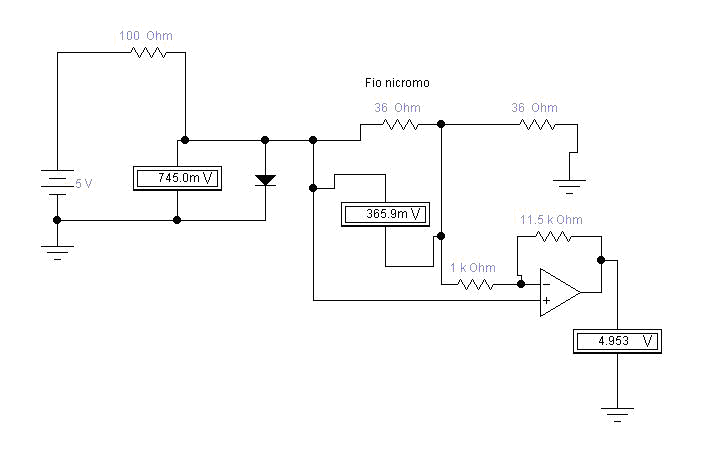 100 Ohm
Fio nicromo
36 Ohm
36 Ohm
745.0m V
5 V
365.9m V
11.5 k Ohm
1 k Ohm
−
+
4.953 V